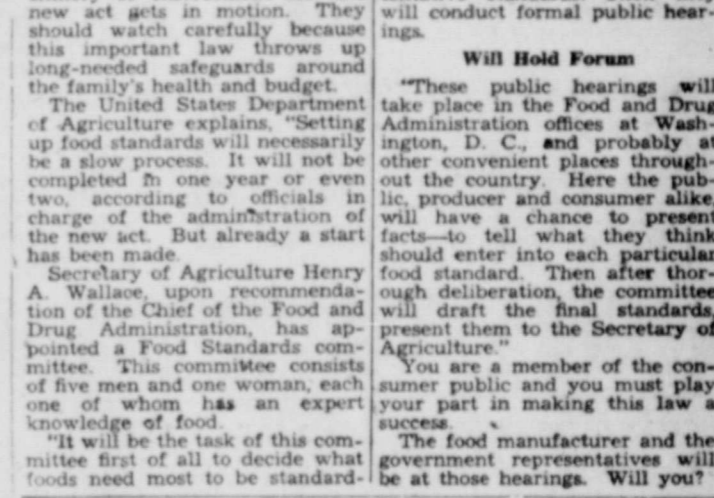 new act gets in motion. They
should watch carefully because
this important law throws up
long-needed safeguards around
the family's health and budget.
The United States Department
of Agriculture explains, "Setting
up food standards will necessarily
be a slow process. It will not be
completed in one year or even
two, according to officials in
charge of the administration of
the new act. But already a start
has been made.
Secretary of Agriculture Henry
A. Wallace, upon recommenda-
tion of the Chief of the Food and
Drug Administration, has ap-
pointed a Food Standards com-
mittee. This committee consists
of five men and one woman, each
one of whom has an expert
knowledge of food.
"It will be the task of this com-
mittee first of all to decide what
foods need most to be standard-
will conduct formal public hear-
ings.
Will Hold Forum
"These public hearings will
take place in the Food and Drug
Administration offices at Wash-
ington, D. C., and probably at
other convenient places through-
out the country. Here the pub-
lic, producer and consumer alike,
will have a chance to present
facts—to tell what they think
should enter into each particular
food standard. Then after thor-
ough deliberation, the committee
will draft the final standards,
present them to the Secretary of
Agriculture."
You are a member of the con-
sumer public and you must play
your part in making this law a
success.
The food manufacturer and the
government representatives will
be at those hearings. Will you?